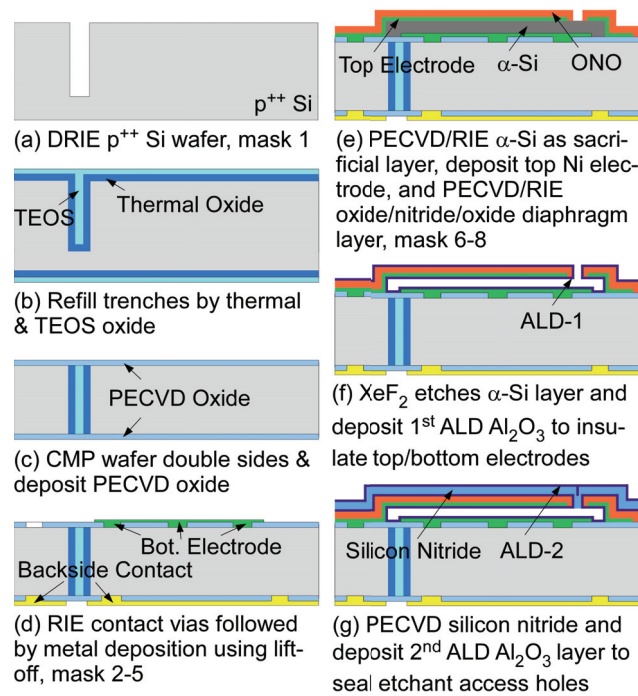 p⁺⁺ Si
(a) DRIE p⁺⁺ Si wafer, mask 1
TEOS
Thermal Oxide
(b) Refill trenches by thermal
& TEOS oxide
PECVD Oxide
(c) CMP wafer double sides &
deposit PECVD oxide
Bot. Electrode
Backside Contact
(d) RIE contact vias followed
by metal deposition using lift-
off, mask 2-5
Top Electrode
α-Si
ONO
(e) PECVD/RIE α-Si as sacri-
ficial layer, deposit top Ni elec-
trode, and PECVD/RIE
oxide/nitride/oxide diaphragm
layer, mask 6-8
ALD-1
(f) XeF₂ etches α-Si layer and
deposit 1ˢᵗ ALD Al₂O₃ to insu-
late top/bottom electrodes
Silicon Nitride
ALD-2
(g) PECVD silicon nitride and
deposit 2ⁿᵈ ALD Al₂O₃ layer to
seal etchant access holes